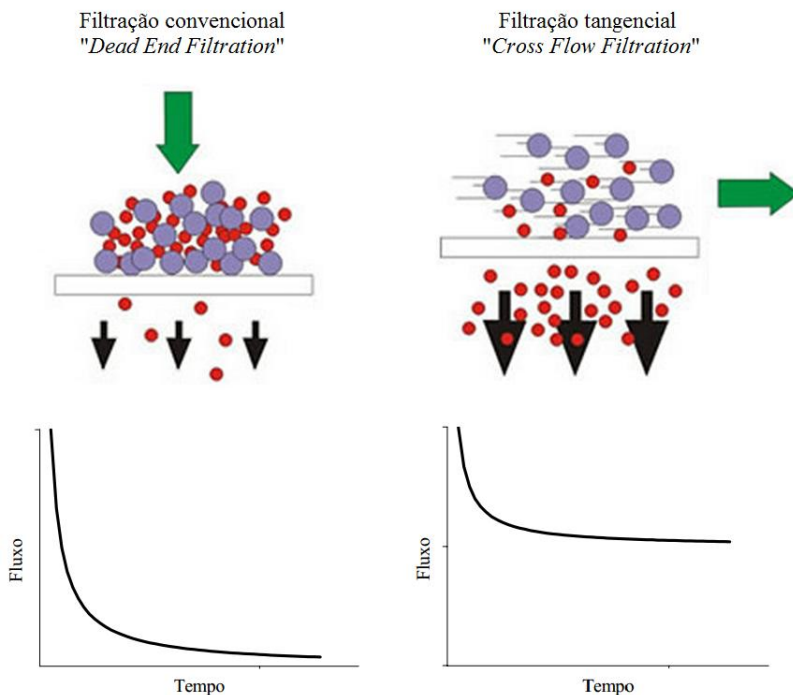 Filtração convencional
"Dead End Filtration"
Filtração tangencial
"Cross Flow Filtration"
Fluxo
Tempo
Fluxo
Tempo